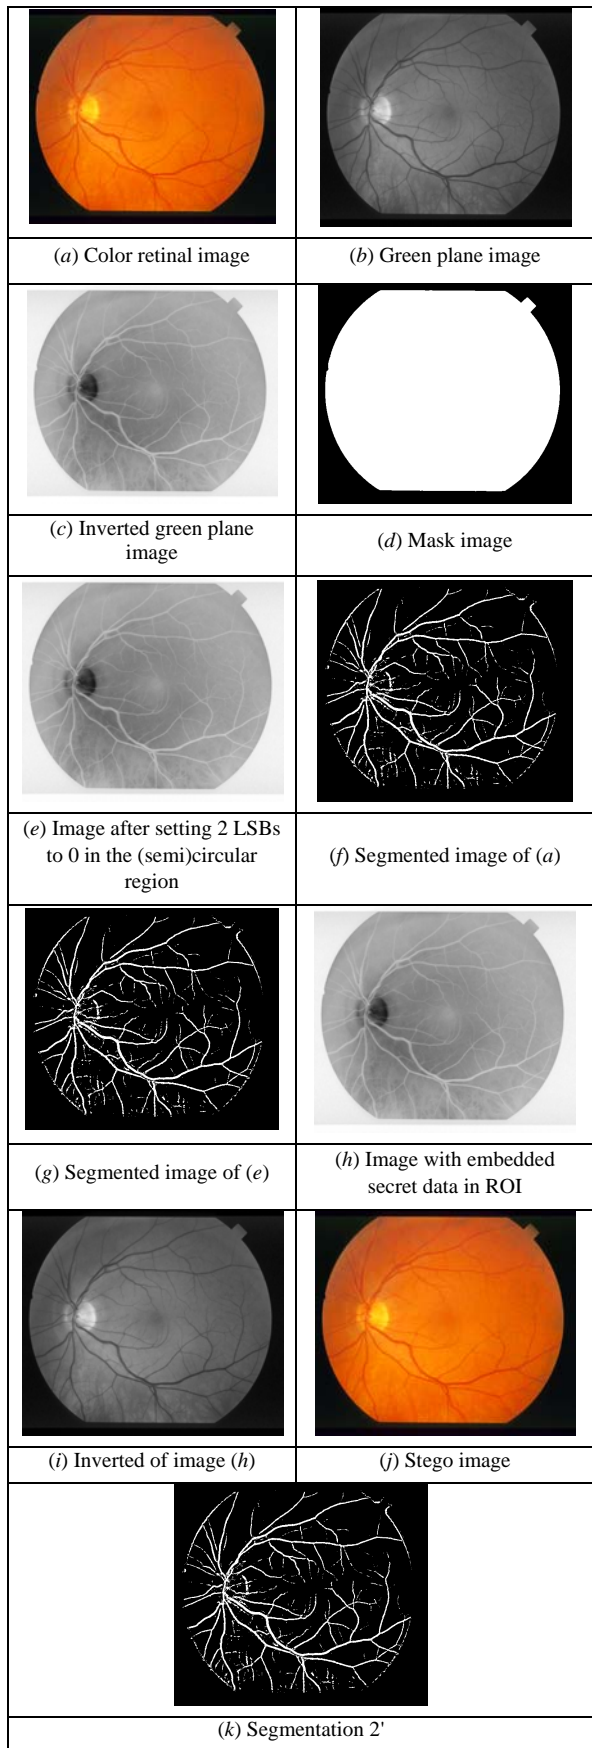 (a) Color retinal image
(b) Green plane image
(c) Inverted green plane
image
(d) Mask image
(e) Image after setting 2 LSBs
to 0 in the (semi)circular
region
(f) Segmented image of (a)
(g) Segmented image of (e)
(h) Image with embedded
secret data in ROI
(i) Inverted of image (h)
(j) Stego image
(k) Segmentation 2'